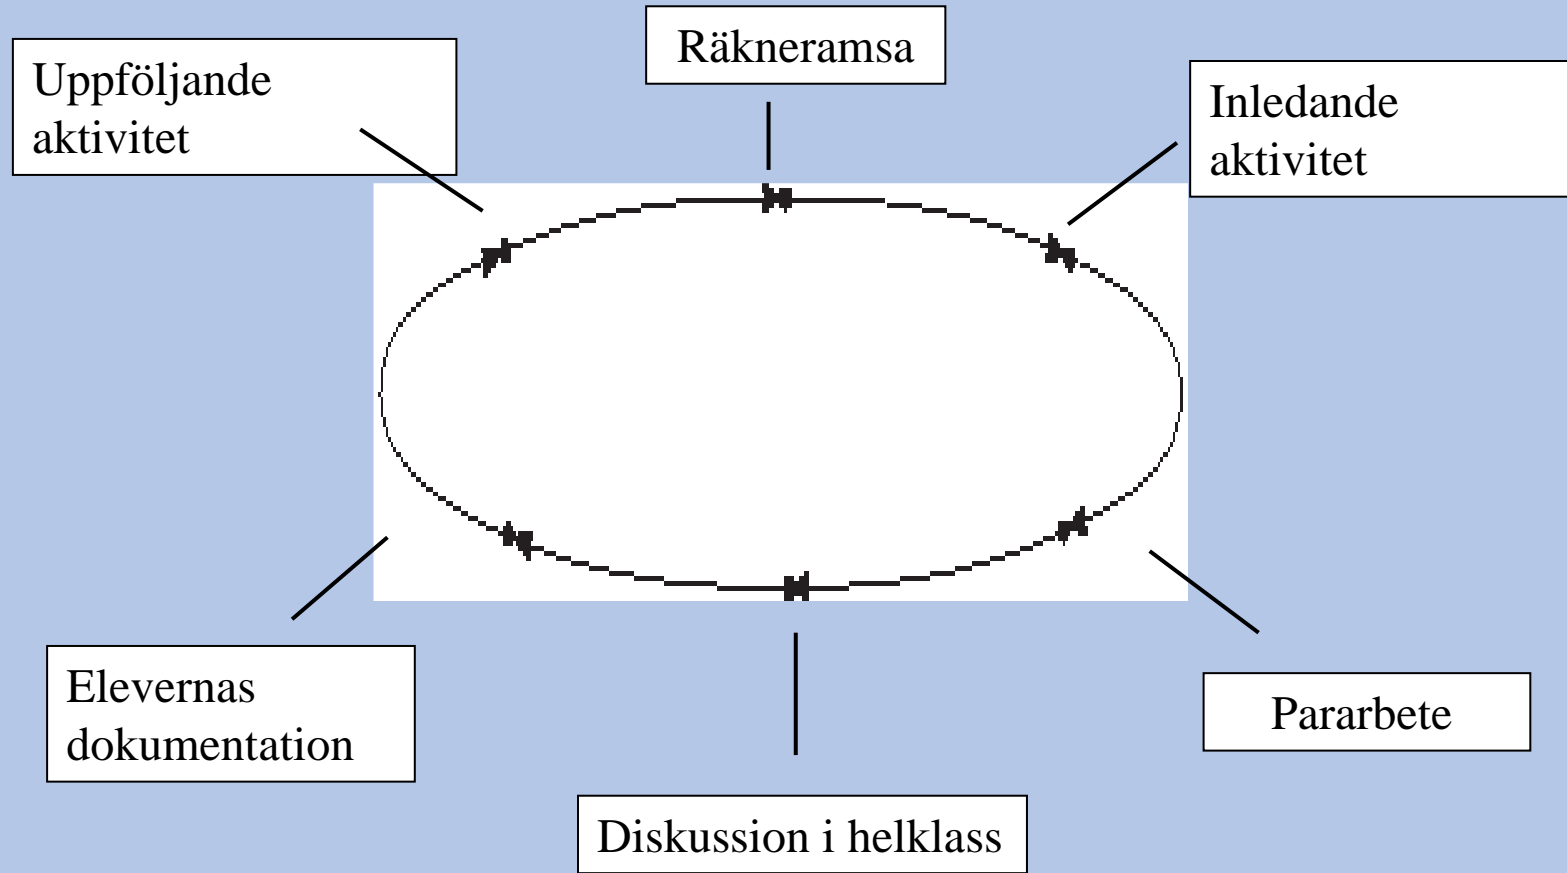 Räkneramsa
Uppföljande
aktivitet
Inledande
aktivitet
Elevernas
dokumentation
Pararbete
Diskussion i helklass